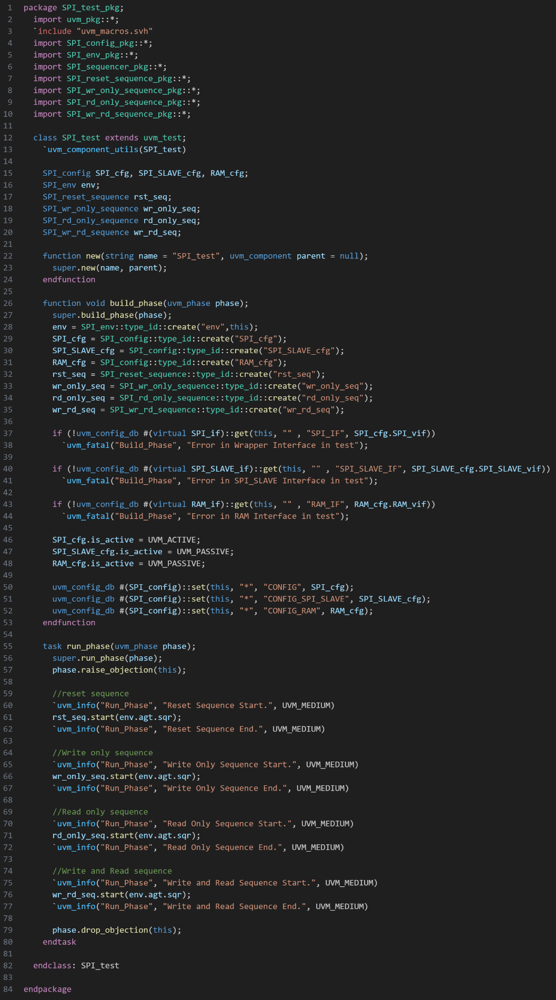 1 package SPI_test_pkg;
2   import uvm_pkg::*;
3   `include "uvm_macros.svh"
4   import SPI_config_pkg::*;
5   import SPI_env_pkg::*;
6   import SPI_sequencer_pkg::*;
7   import SPI_reset_sequence_pkg::*;
8   import SPI_wr_only_sequence_pkg::*;
9   import SPI_rd_only_sequence_pkg::*;
10   import SPI_wr_rd_sequence_pkg::*;
11
12   class SPI_test extends uvm_test;
13     `uvm_component_utils(SPI_test)
14
15     SPI_config SPI_cfg, SPI_SLAVE_cfg, RAM_cfg;
16     SPI_env env;
17     SPI_reset_sequence rst_seq;
18     SPI_wr_only_sequence wr_only_seq;
19     SPI_rd_only_sequence rd_only_seq;
20     SPI_wr_rd_sequence wr_rd_seq;
21
22     function new(string name = "SPI_test", uvm_component parent = null);
23       super.new(name, parent);
24     endfunction
25
26     function void build_phase(uvm_phase phase);
27       super.build_phase(phase);
28       env = SPI_env::type_id::create("env",this);
29       SPI_cfg = SPI_config::type_id::create("SPI_cfg");
30       SPI_SLAVE_cfg = SPI_config::type_id::create("SPI_SLAVE_cfg");
31       RAM_cfg = SPI_config::type_id::create("RAM_cfg");
32       rst_seq = SPI_reset_sequence::type_id::create("rst_seq");
33       wr_only_seq = SPI_wr_only_sequence::type_id::create("wr_only_seq");
34       rd_only_seq = SPI_rd_only_sequence::type_id::create("rd_only_seq");
35       wr_rd_seq = SPI_wr_rd_sequence::type_id::create("wr_rd_seq");
36
37       if (!uvm_config_db #(virtual SPI_if)::get(this, "" , "SPI_IF", SPI_cfg.SPI_vif))
38         `uvm_fatal("Build_Phase", "Error in Wrapper Interface in test");
39
40       if (!uvm_config_db #(virtual SPI_SLAVE_if)::get(this, "" , "SPI_SLAVE_IF", SPI_SLAVE_cfg.SPI_SLAVE_vif))
41         `uvm_fatal("Build_Phase", "Error in SPI_SLAVE Interface in test");
42
43       if (!uvm_config_db #(virtual RAM_if)::get(this, "" , "RAM_IF", RAM_cfg.RAM_vif))
44         `uvm_fatal("Build_Phase", "Error in RAM Interface in test");
45
46       SPI_cfg.is_active = UVM_ACTIVE;
47       SPI_SLAVE_cfg.is_active = UVM_PASSIVE;
48       RAM_cfg.is_active = UVM_PASSIVE;
49
50       uvm_config_db #(SPI_config)::set(this, "*", "CONFIG", SPI_cfg);
51       uvm_config_db #(SPI_config)::set(this, "*", "CONFIG_SPI_SLAVE", SPI_SLAVE_cfg);
52       uvm_config_db #(SPI_config)::set(this, "*", "CONFIG_RAM", RAM_cfg);
53     endfunction
54
55     task run_phase(uvm_phase phase);
56       super.run_phase(phase);
57       phase.raise_objection(this);
58
59       //reset sequence
60       `uvm_info("Run_Phase", "Reset Sequence Start.", UVM_MEDIUM)
61       rst_seq.start(env.agt.sqr);
62       `uvm_info("Run_Phase", "Reset Sequence End.", UVM_MEDIUM)
63
64       //Write only sequence
65       `uvm_info("Run_Phase", "Write Only Sequence Start.", UVM_MEDIUM)
66       wr_only_seq.start(env.agt.sqr);
67       `uvm_info("Run_Phase", "Write Only Sequence End.", UVM_MEDIUM)
68
69       //Read only sequence
70       `uvm_info("Run_Phase", "Read Only Sequence Start.", UVM_MEDIUM)
71       rd_only_seq.start(env.agt.sqr);
72       `uvm_info("Run_Phase", "Read Only Sequence End.", UVM_MEDIUM)
73
74       //Write and Read sequence
75       `uvm_info("Run_Phase", "Write and Read Sequence Start.", UVM_MEDIUM)
76       wr_rd_seq.start(env.agt.sqr);
77       `uvm_info("Run_Phase", "Write and Read Sequence End.", UVM_MEDIUM)
78
79       phase.drop_objection(this);
80     endtask
81
82   endclass: SPI_test
83
84 endpackage